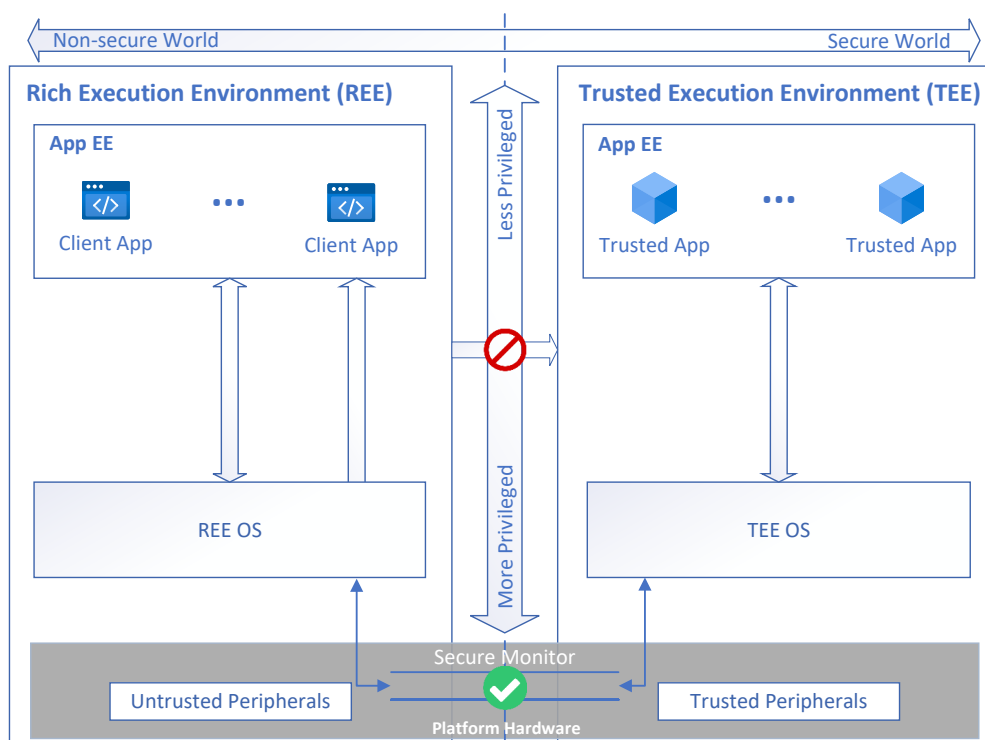 Non-secure World
Secure World
Rich Execution Environment (REE)
App EE
Client App
...
Client App
REE OS
Less Privileged
More Privileged
Trusted Execution Environment (TEE)
App EE
Trusted App
...
Trusted App
TEE OS
Secure Monitor
Untrusted Peripherals
Trusted Peripherals
Platform Hardware